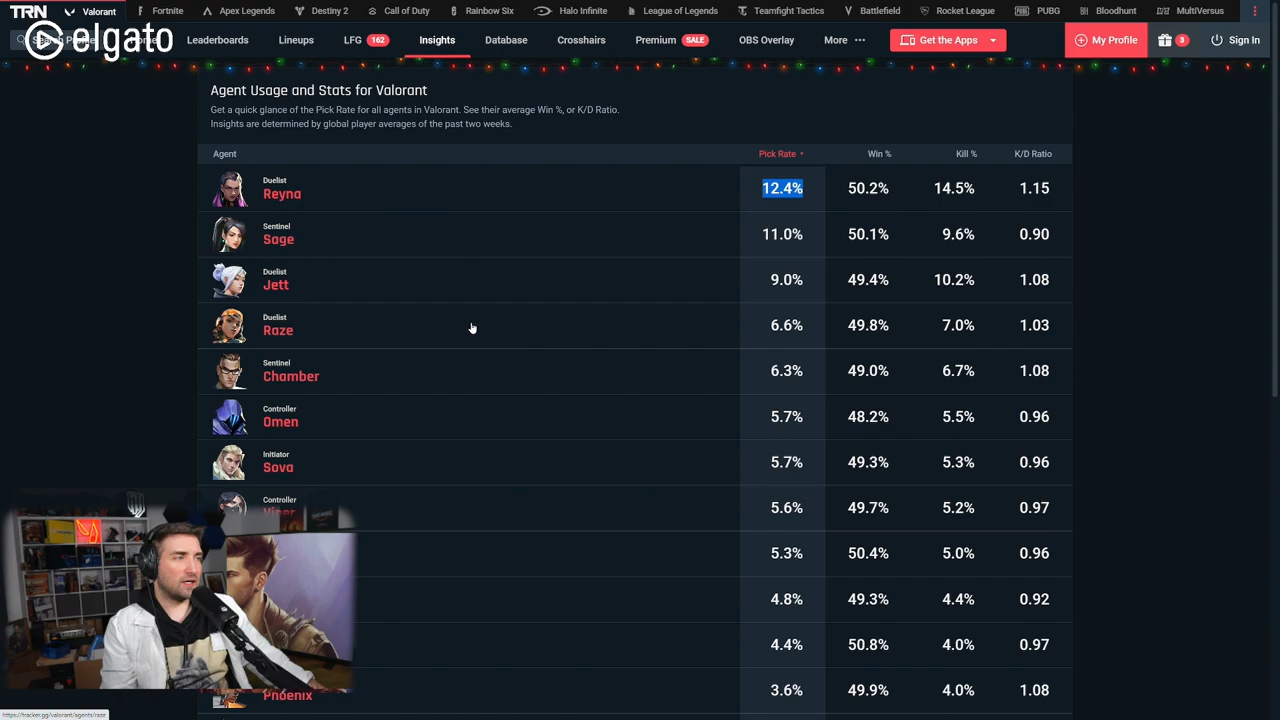 TRN Valorant Fortnite Apex Legends Destiny 2 Call of Duty Rainbow Six Halo Infinite League of Legends Teamfight Tactics Battlefield Rocket League PUBG Bloodhunt MultiVersus
elgato
Leaderboards Lineups LFG 162 Insights Database Crosshairs Premium SALE OBS Overlay More Get the Apps My Profile 3 Sign In
Agent Usage and Stats for Valorant
Get a quick glance of the Pick Rate for all agents in Valorant. See their average Win %, or K/D Ratio.
Insights are determined by global player averages of the past two weeks.
Agent Pick Rate Win % Kill % K/D Ratio
Duelist
Reyna 12.4% 50.2% 14.5% 1.15
Sentinel
Sage 11.0% 50.1% 9.6% 0.90
Duelist
Jett 9.0% 49.4% 10.2% 1.08
Duelist
Raze 6.6% 49.8% 7.0% 1.03
Sentinel
Chamber 6.3% 49.0% 6.7% 1.08
Controller
Omen 5.7% 48.2% 5.5% 0.96
Initiator
Sova 5.7% 49.3% 5.3% 0.96
Controller
Viper 5.6% 49.7% 5.2% 0.97
5.3% 50.4% 5.0% 0.96
4.8% 49.3% 4.4% 0.92
4.4% 50.8% 4.0% 0.97
Phoenix 49.9% 4.0% 1.08
https://tracker.gg/valorant/agents/raze